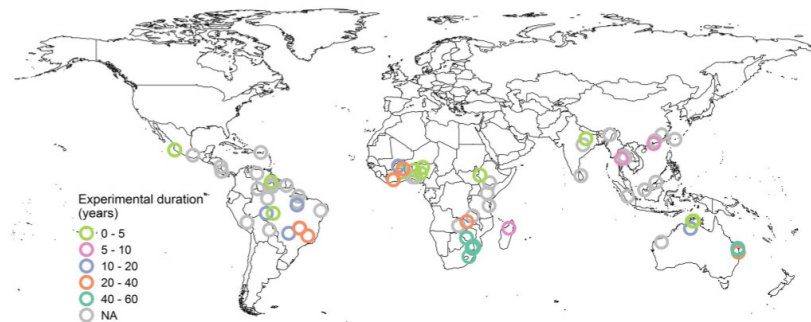 Experimental duration
(years)
0 - 5
5 - 10
10 - 20
20 - 40
40 - 60
NA